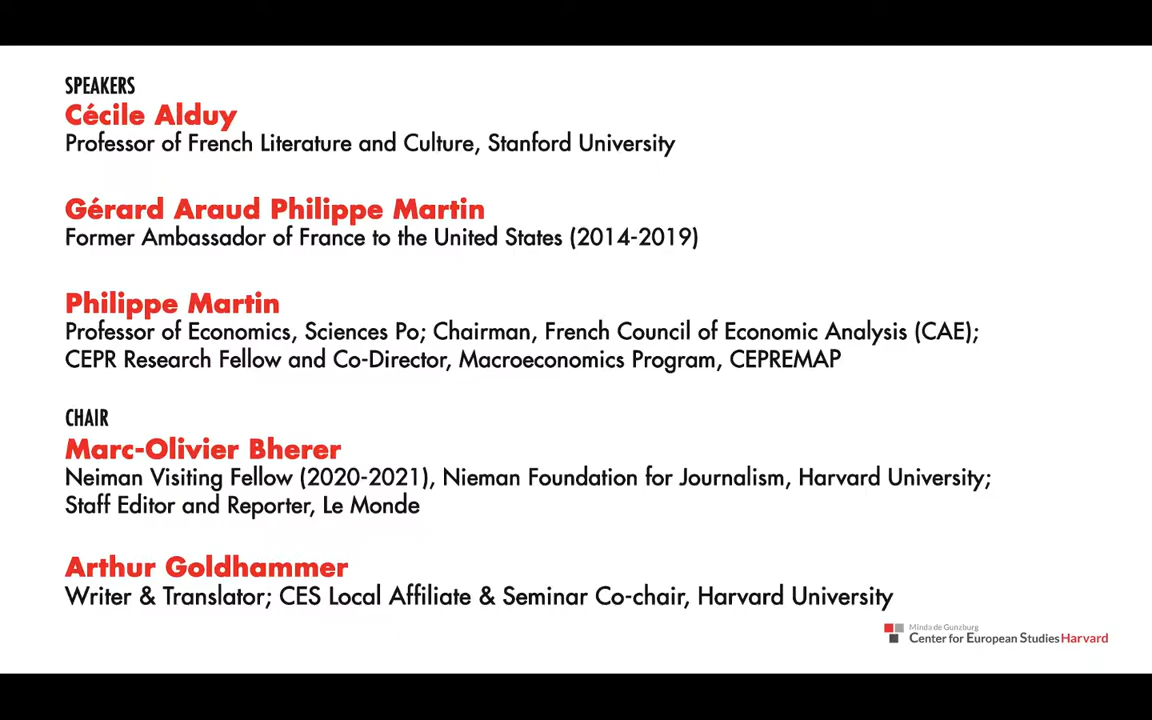 SPEAKERS
Cécile Alduy
Professor of French Literature and Culture, Stanford University
Gérard Araud Philippe Martin
Former Ambassador of France to the United States (2014-2019)
Philippe Martin
Professor of Economics, Sciences Po; Chairman, French Council of Economic Analysis (CAE);
CEPR Research Fellow and Co-Director, Macroeconomics Program, CEPREMAP
CHAIR
Marc-Olivier Bherer
Neiman Visiting Fellow (2020-2021), Nieman Foundation for Journalism, Harvard University;
Staff Editor and Reporter, Le Monde
Arthur Goldhammer
Writer & Translator; CES Local Affiliate & Seminar Co-chair, Harvard University
Minda de Gunzburg
Center for European Studies Harvard